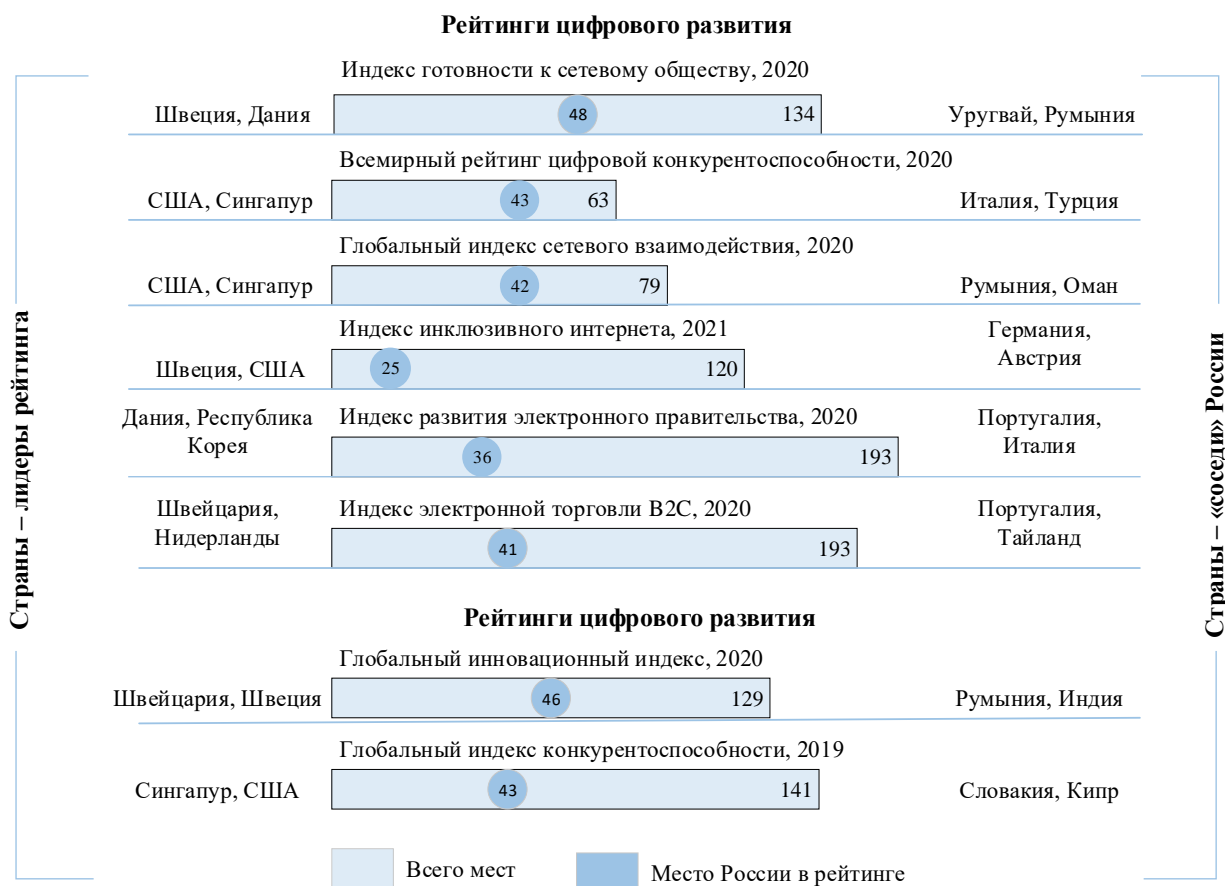 Рейтинги цифрового развития
Индекс готовности к сетевому обществу, 2020
Швеция, Дания
48
134
Уругвай, Румыния
Всемирный рейтинг цифровой конкурентоспособности, 2020
США, Сингапур
43
63
Италия, Турция
Глобальный индекс сетевого взаимодействия, 2020
США, Сингапур
42
79
Румыния, Оман
Индекс инклюзивного интернета, 2021
Швеция, США
25
120
Германия,
Австрия
Индекс развития электронного правительства, 2020
Дания, Республика
Корея
36
193
Португалия,
Италия
Индекс электронной торговли B2C, 2020
Швейцария,
Нидерланды
41
193
Португалия,
Тайланд
Рейтинги цифрового развития
Глобальный инновационный индекс, 2020
Швейцария, Швеция
46
129
Румыния, Индия
Глобальный индекс конкурентоспособности, 2019
Сингапур, США
43
141
Словакия, Кипр
Страны – лидеры рейтинга
Страны – «соседи» России
Всего мест
Место России в рейтинге